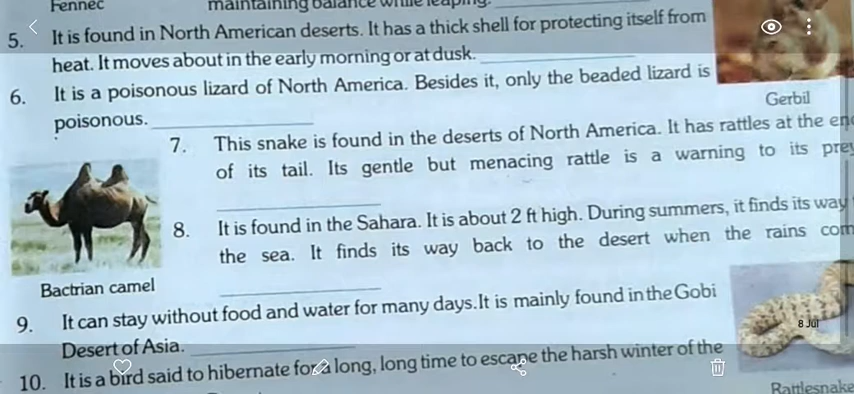 Fennec
maintaining balance while leaping.
5. It is found in North American deserts. It has a thick shell for protecting itself from
heat. It moves about in the early morning or at dusk.
6. It is a poisonous lizard of North America. Besides it, only the beaded lizard is
poisonous.
Gerbil
7. This snake is found in the deserts of North America. It has rattles at the en
of its tail. Its gentle but menacing rattle is a warning to its prey
8. It is found in the Sahara. It is about 2 ft high. During summers, it finds its way
the sea. It finds its way back to the desert when the rains com
Bactrian camel
9. It can stay without food and water for many days.It is mainly found in the Gobi
Desert of Asia.
8 Jul
10. It is a bird said to hibernate for a long, long time to escape the harsh winter of the
Rattlesnake